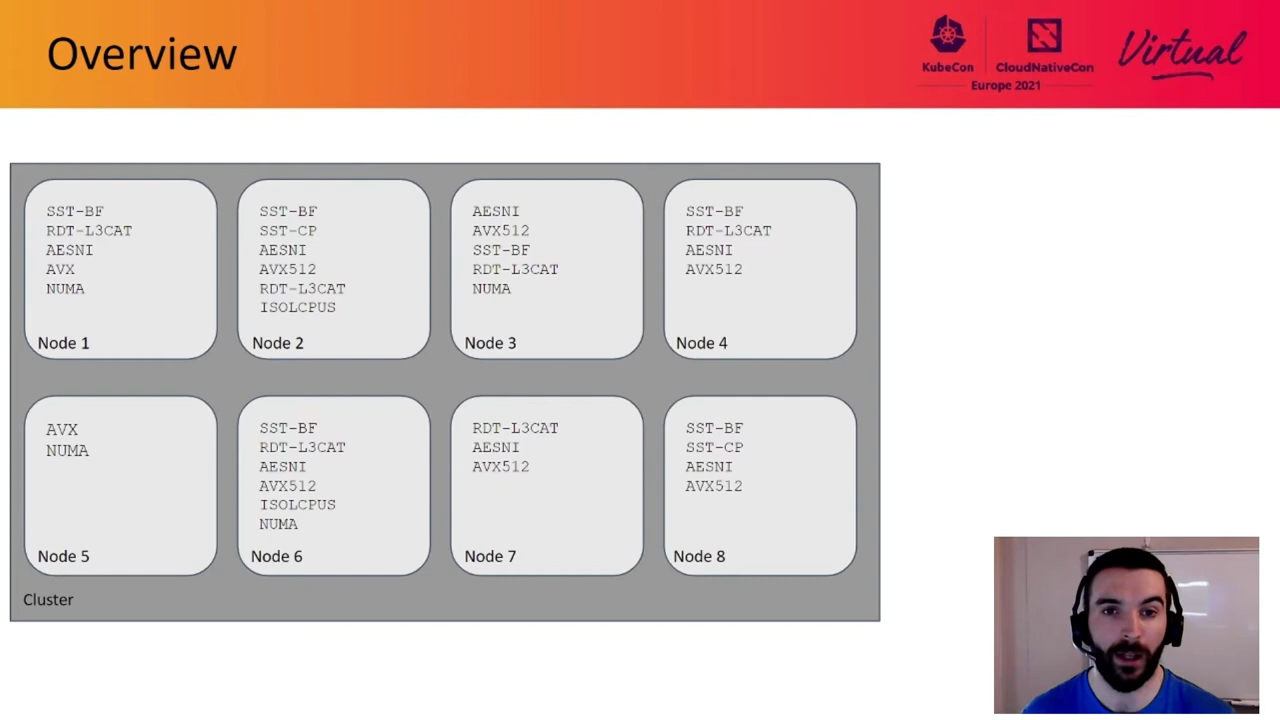 Overview
KubeCon
CloudNativeCon
Europe 2021
Virtual
SST-BF
RDT-L3CAT
AESNI
AVX
NUMA
Node 1
SST-BF
SST-CP
AESNI
AVX512
RDT-L3CAT
ISOLCPUS
Node 2
AESNI
AVX512
SST-BF
RDT-L3CAT
NUMA
Node 3
SST-BF
RDT-L3CAT
AESNI
AVX512
Node 4
AVX
NUMA
Node 5
SST-BF
RDT-L3CAT
AESNI
AVX512
ISOLCPUS
NUMA
Node 6
RDT-L3CAT
AESNI
AVX512
Node 7
SST-BF
SST-CP
AESNI
AVX512
Node 8
Cluster